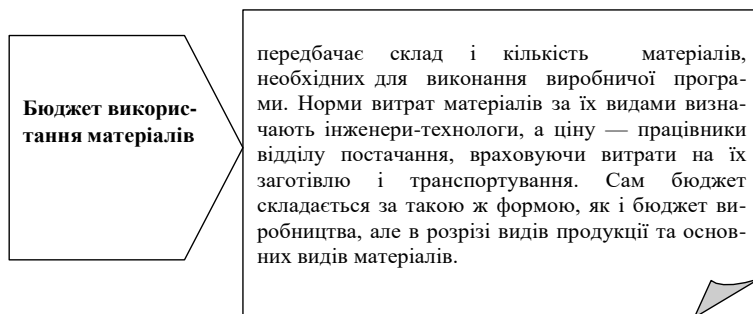 Бюджет викорис-
тання матеріалів
передбачає склад і кількість матеріалів,
необхідних для виконання виробничої програ-
ми. Норми витрат матеріалів за їх видами визна-
чають інженери-технологи, а ціну — працівники
відділу постачання, враховуючи витрати на їх
заготівлю і транспортування. Сам бюджет
складається за такою ж формою, як і бюджет ви-
робництва, але в розрізі видів продукції та основ-
них видів матеріалів.